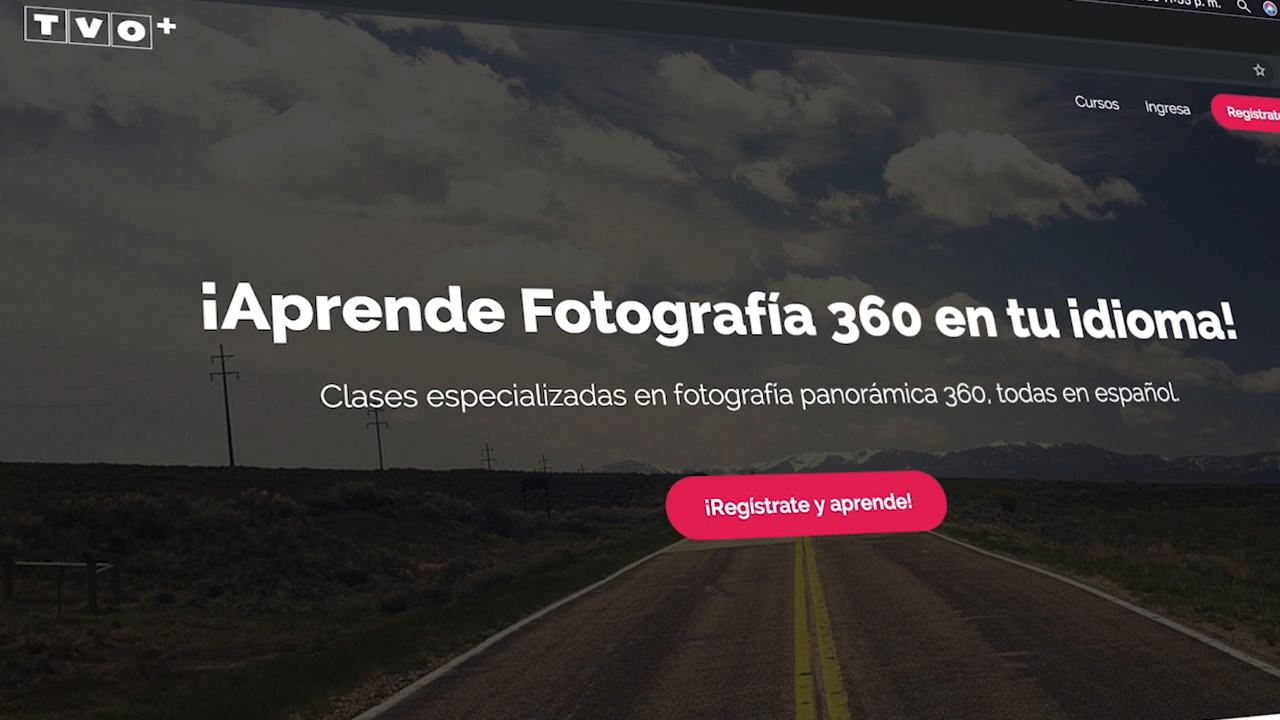 p. m.
TVO+
Cursos
Ingresa
¡Aprende Fotografía 360 en tu idioma!
Clases especializadas en fotografía panorámica 360, todas en español.
¡Regístrate y aprende!